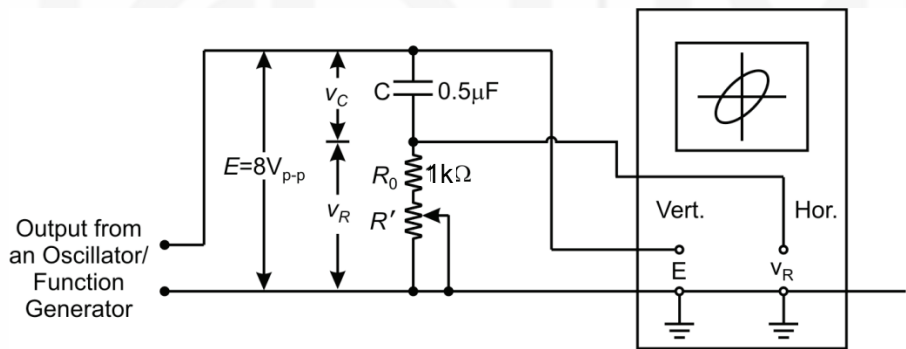 C 0.5μF
v_C
E=8V_p-p
R_0 1kΩ
v_R
R′
Vert. Hor.
E v_R
Output from
an Oscillator/
Function
Generator